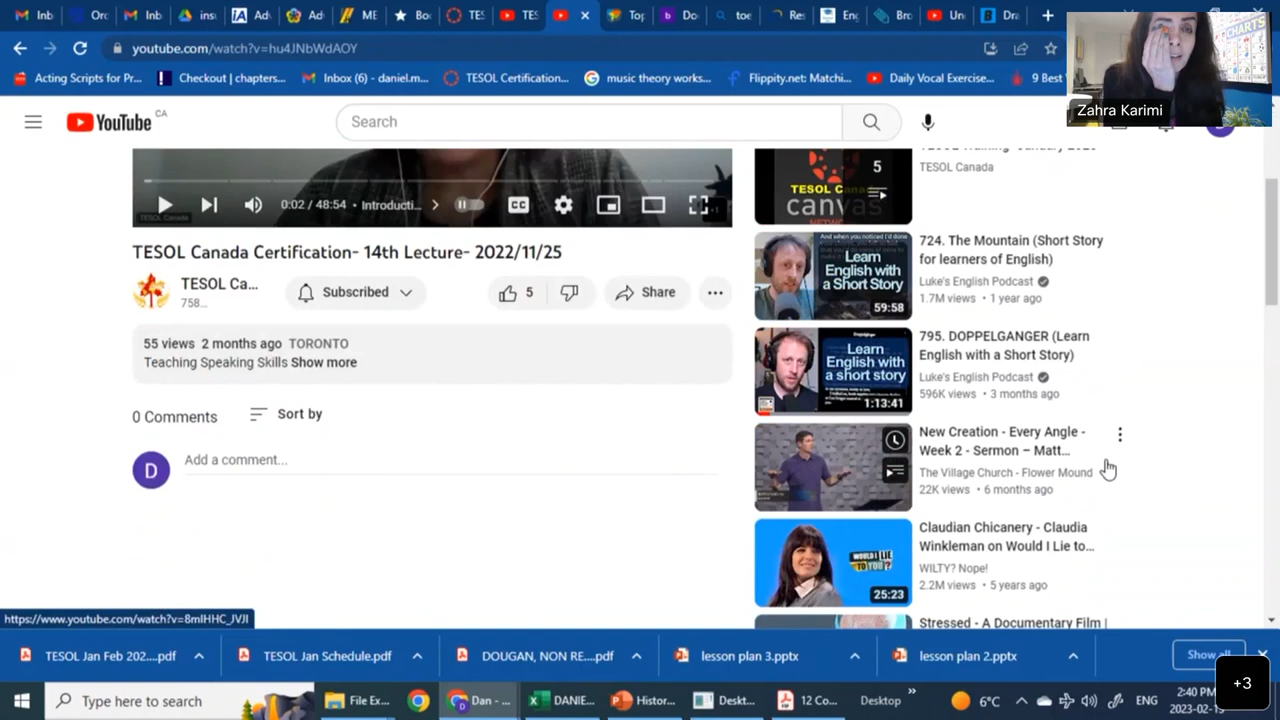 Inb
Orc
Inb
insu
Ad
Ad
ME
Bo
TES
TES
Top
Do
toe
Res
Eng
Bro
Un
Dra
youtube.com/watch?v=hu4JNbWdAOY
Acting Scripts for Pr...
Checkout | chapters...
Inbox (6) - daniel.m...
TESOL Certification...
music theory works...
Flippity.net: Matchi...
Daily Vocal Exercise...
9 Best
CHARTS
Zahra Karimi
YouTube CA
Search
5
TESOL Canada
canvas
TESOL Canada
0:02 / 48:54 • Introducti...
CC
TESOL Canada
TESOL Canada Certification- 14th Lecture- 2022/11/25
TESOL Ca...
758...
Subscribed
5
Share
55 views 2 months ago TORONTO
Teaching Speaking Skills Show more
0 Comments
Sort by
D
Add a comment...
Learn
English with
a Short Story
59:58
724. The Mountain (Short Story
for learners of English)
Luke's English Podcast
1.7M views • 1 year ago
Learn
English with
a short story
1:13:41
795. DOPPELGANGER (Learn
English with a Short Story)
Luke's English Podcast
596K views • 3 months ago
New Creation - Every Angle -
Week 2 - Sermon – Matt...
The Village Church - Flower Mound
22K views • 6 months ago
WOULD I LIE
TO YOU?
25:23
Claudian Chicanery - Claudia
Winkleman on Would I Lie to...
WILTY? Nope!
2.2M views • 5 years ago
Stressed - A Documentary Film |
https://www.youtube.com/watch?v=8mIHHC_JVJI
TESOL Jan Feb 202....pdf
TESOL Jan Schedule.pdf
DOUGAN, NON RE....pdf
lesson plan 3.pptx
lesson plan 2.pptx
Show all
Type here to search
File Ex...
Dan - ...
DANIE...
Histor...
Deskt...
12 Co...
Desktop
6°C
ENG
2:40 PM
+3